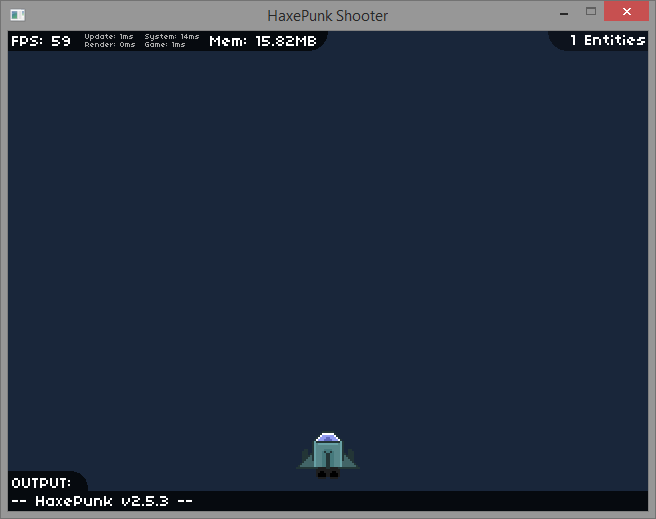 HaxePunk Shooter
FPS: 59 Update: 1ms System: 14ms Mem: 15.82MB 1 Entities
Render: 0ms Game: 1ms
OUTPUT:
-- HaxePunk v2.5.3 --